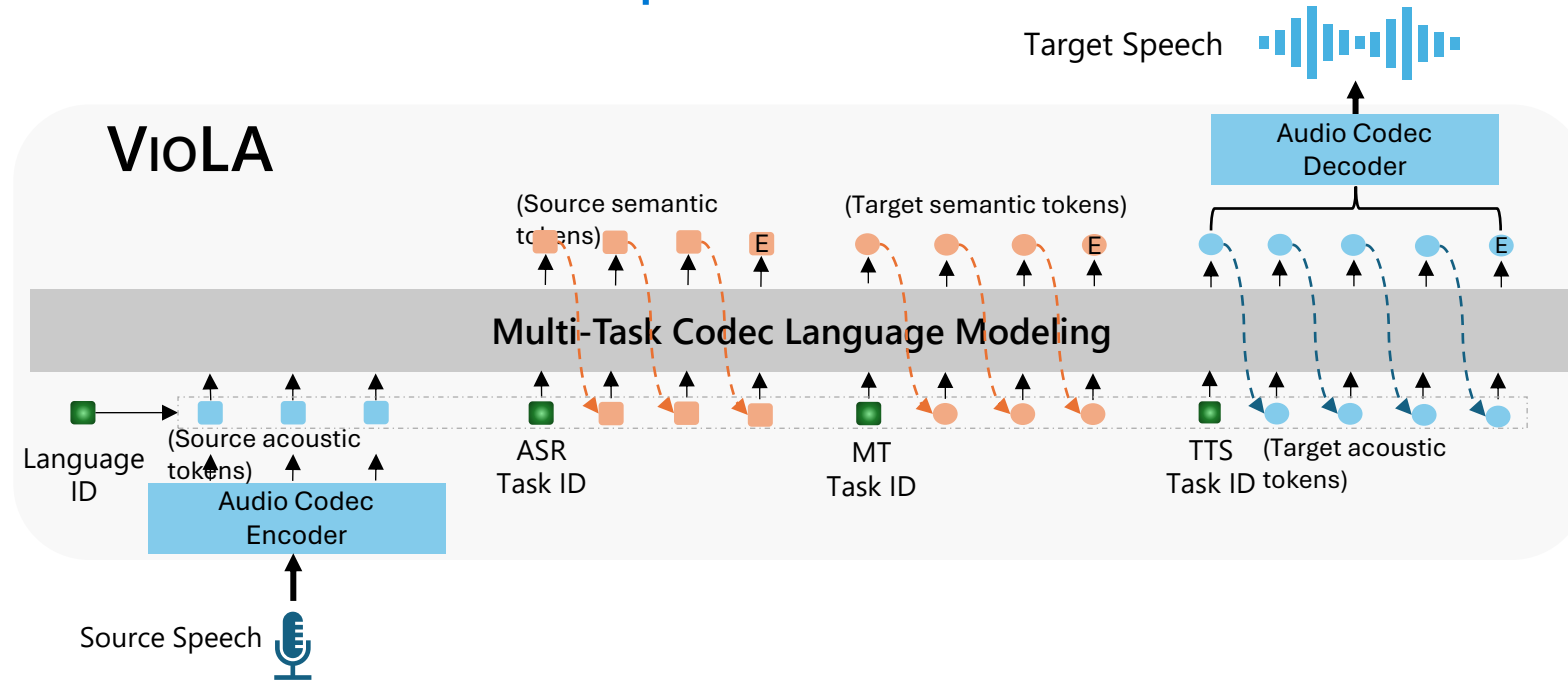 Target Speech
VIOLA
Audio Codec
Decoder
(Source semantic
tokens)
(Target semantic tokens)
E
E
E
Multi-Task Codec Language Modeling
Language
ID
(Source acoustic
tokens)
ASR
Task ID
MT
Task ID
TTS
Task ID
(Target acoustic
tokens)
Audio Codec
Encoder
Source Speech